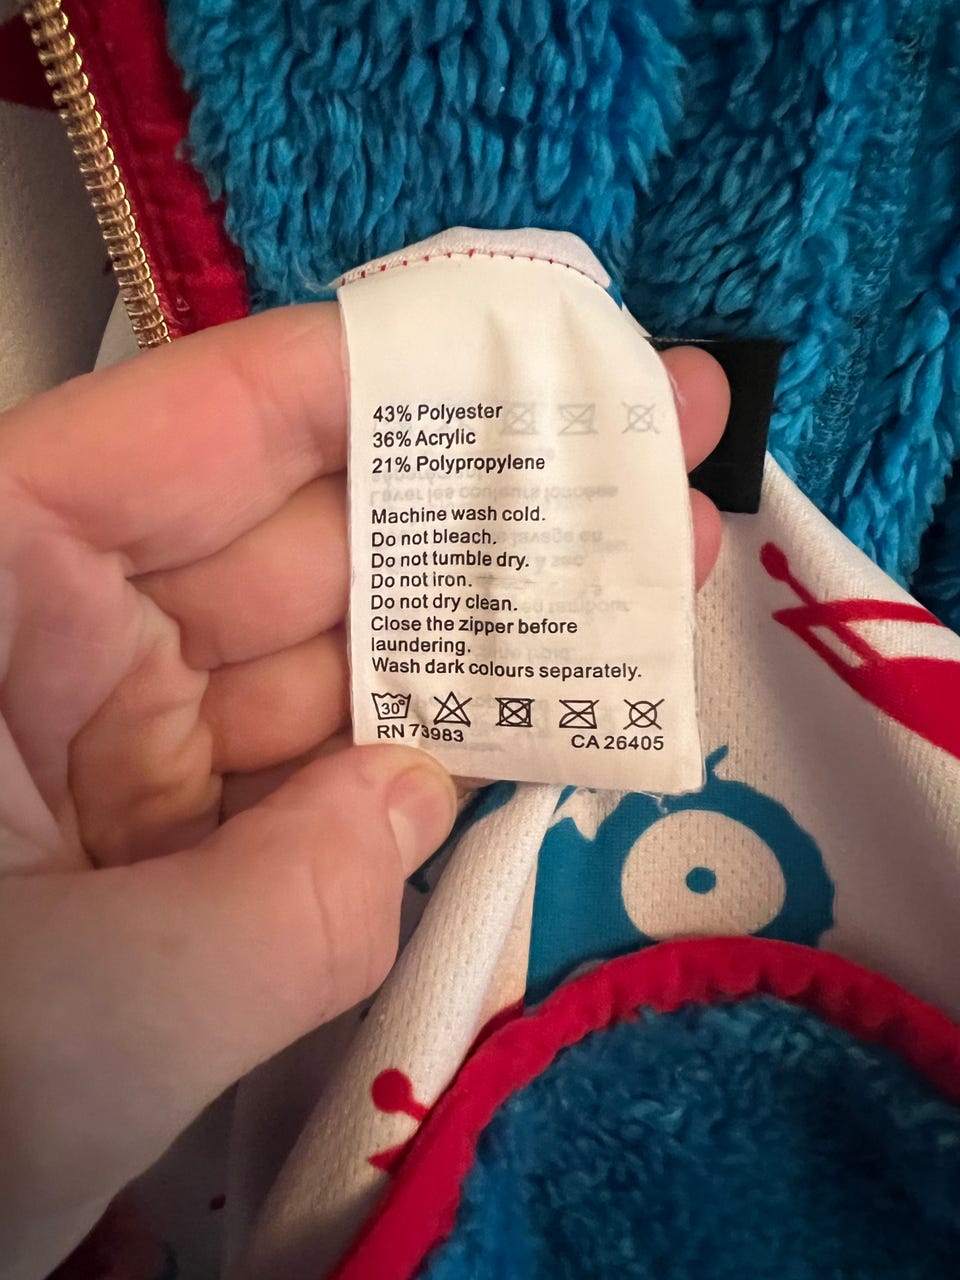 43% Polyester
36% Acrylic
21% Polypropylene
Machine wash cold.
Do not bleach.
Do not tumble dry.
Do not iron.
Do not dry clean.
Close the zipper before
laundering.
Wash dark colours separately.
30°
RN 73983
CA 26405